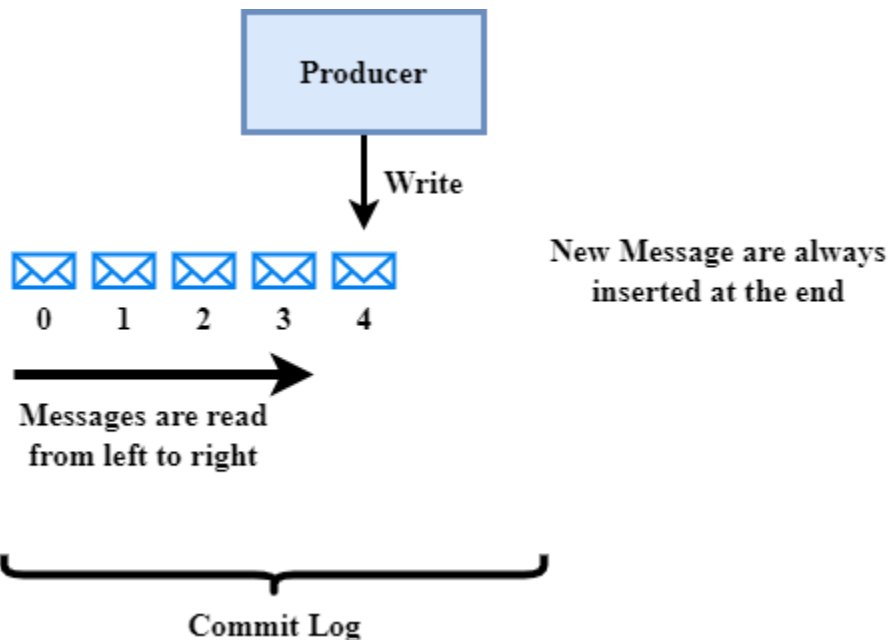 Producer
Write
New Message are always
inserted at the end
0 1 2 3 4
Messages are read
from left to right
Commit Log